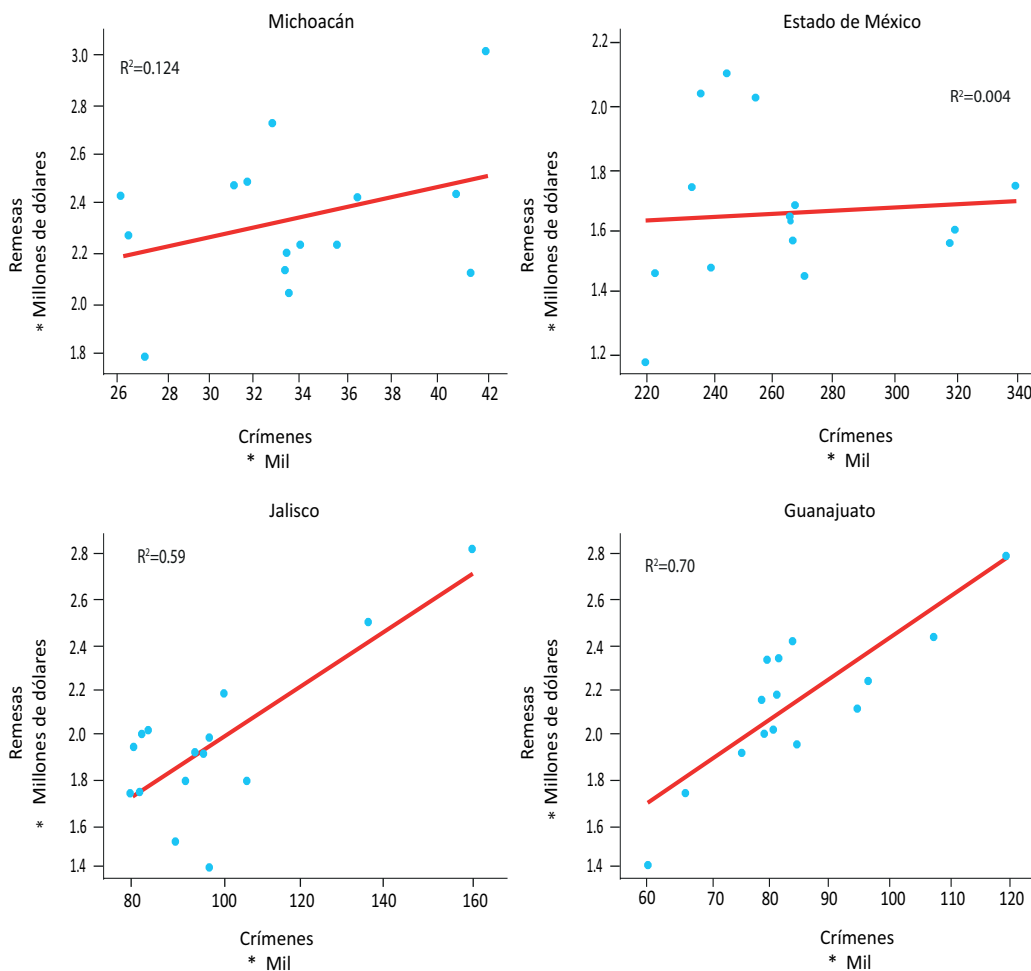 Michoacán
R²=0.124
Remesas
* Millones de dólares
3.0
2.8
2.6
2.4
2.2
2.0
1.8
26 28 30 32 34 36 38 40 42
Crímenes
* Mil
Estado de México
R²=0.004
Remesas
* Millones de dólares
2.2
2.0
1.8
1.6
1.4
1.2
220 240 260 280 300 320 340
Crímenes
* Mil
Jalisco
R²=0.59
Remesas
* Millones de dólares
2.8
2.4
2.2
2.0
1.8
1.6
1.4
80 100 120 140 160
Crímenes
* Mil
Guanajuato
R²=0.70
Remesas
* Millones de dólares
2.8
2.4
2.2
2.0
1.8
1.6
1.4
60 70 80 90 100 110 120
Crímenes
* Mil